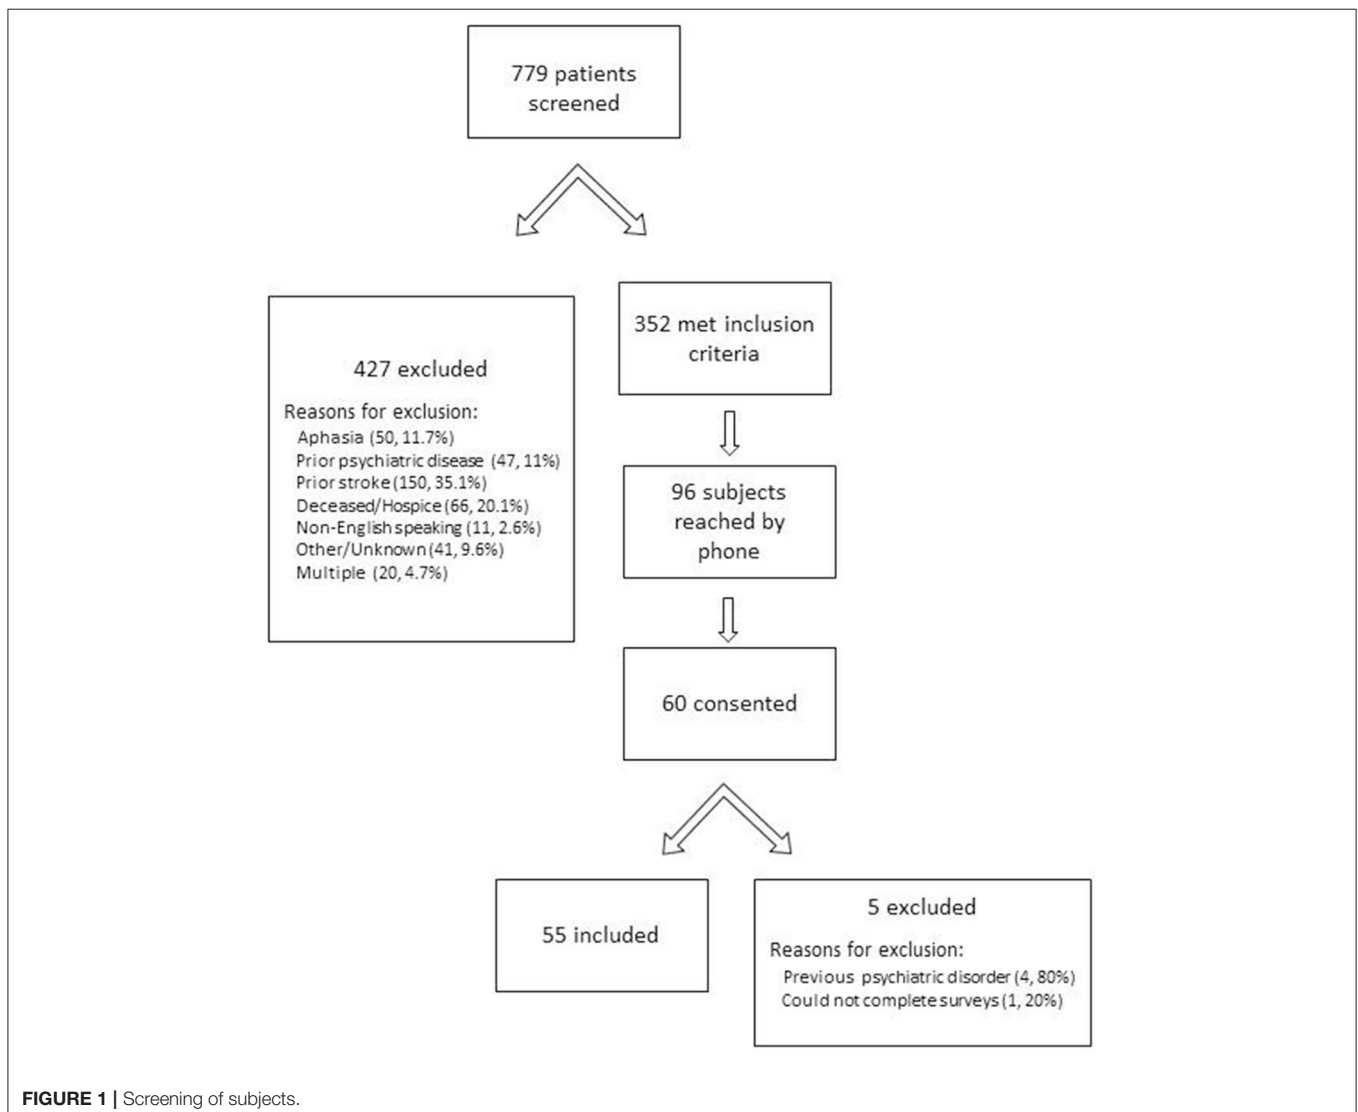 779 patients
screened
427 excluded
Reasons for exclusion:
Aphasia (50, 11.7%)
Prior psychiatric disease (47, 11%)
Prior stroke (150, 35.1%)
Deceased/Hospice (66, 20.1%)
Non-English speaking (11, 2.6%)
Other/Unknown (41, 9.6%)
Multiple (20, 4.7%)
352 met inclusion
criteria
96 subjects
reached by
phone
60 consented
55 included
5 excluded
Reasons for exclusion:
Previous psychiatric disorder (4, 80%)
Could not complete surveys (1, 20%)
FIGURE 1 | Screening of subjects.